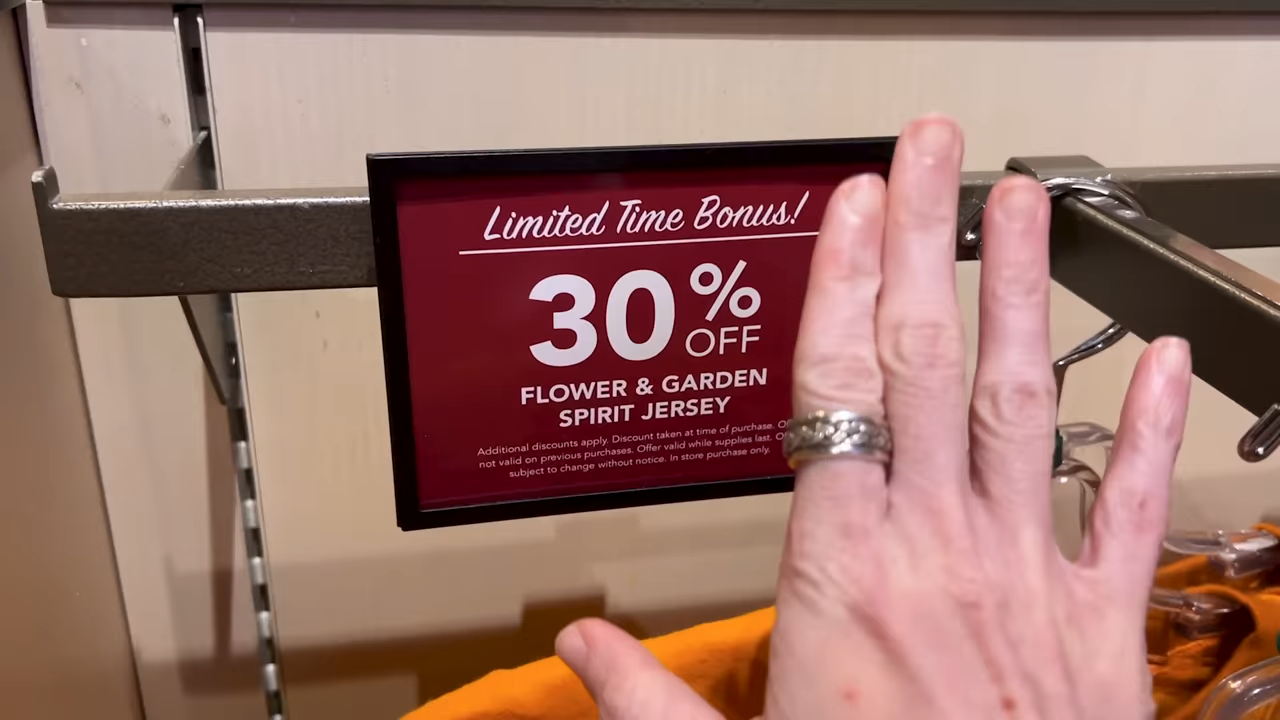 Limited Time Bonus!
30%
OFF
FLOWER & GARDEN
SPIRIT JERSEY
Additional discounts apply. Discount taken at time of purchase.
not valid on previous purchases. Offer valid while supplies last.
subject to change without notice. In store purchase only.